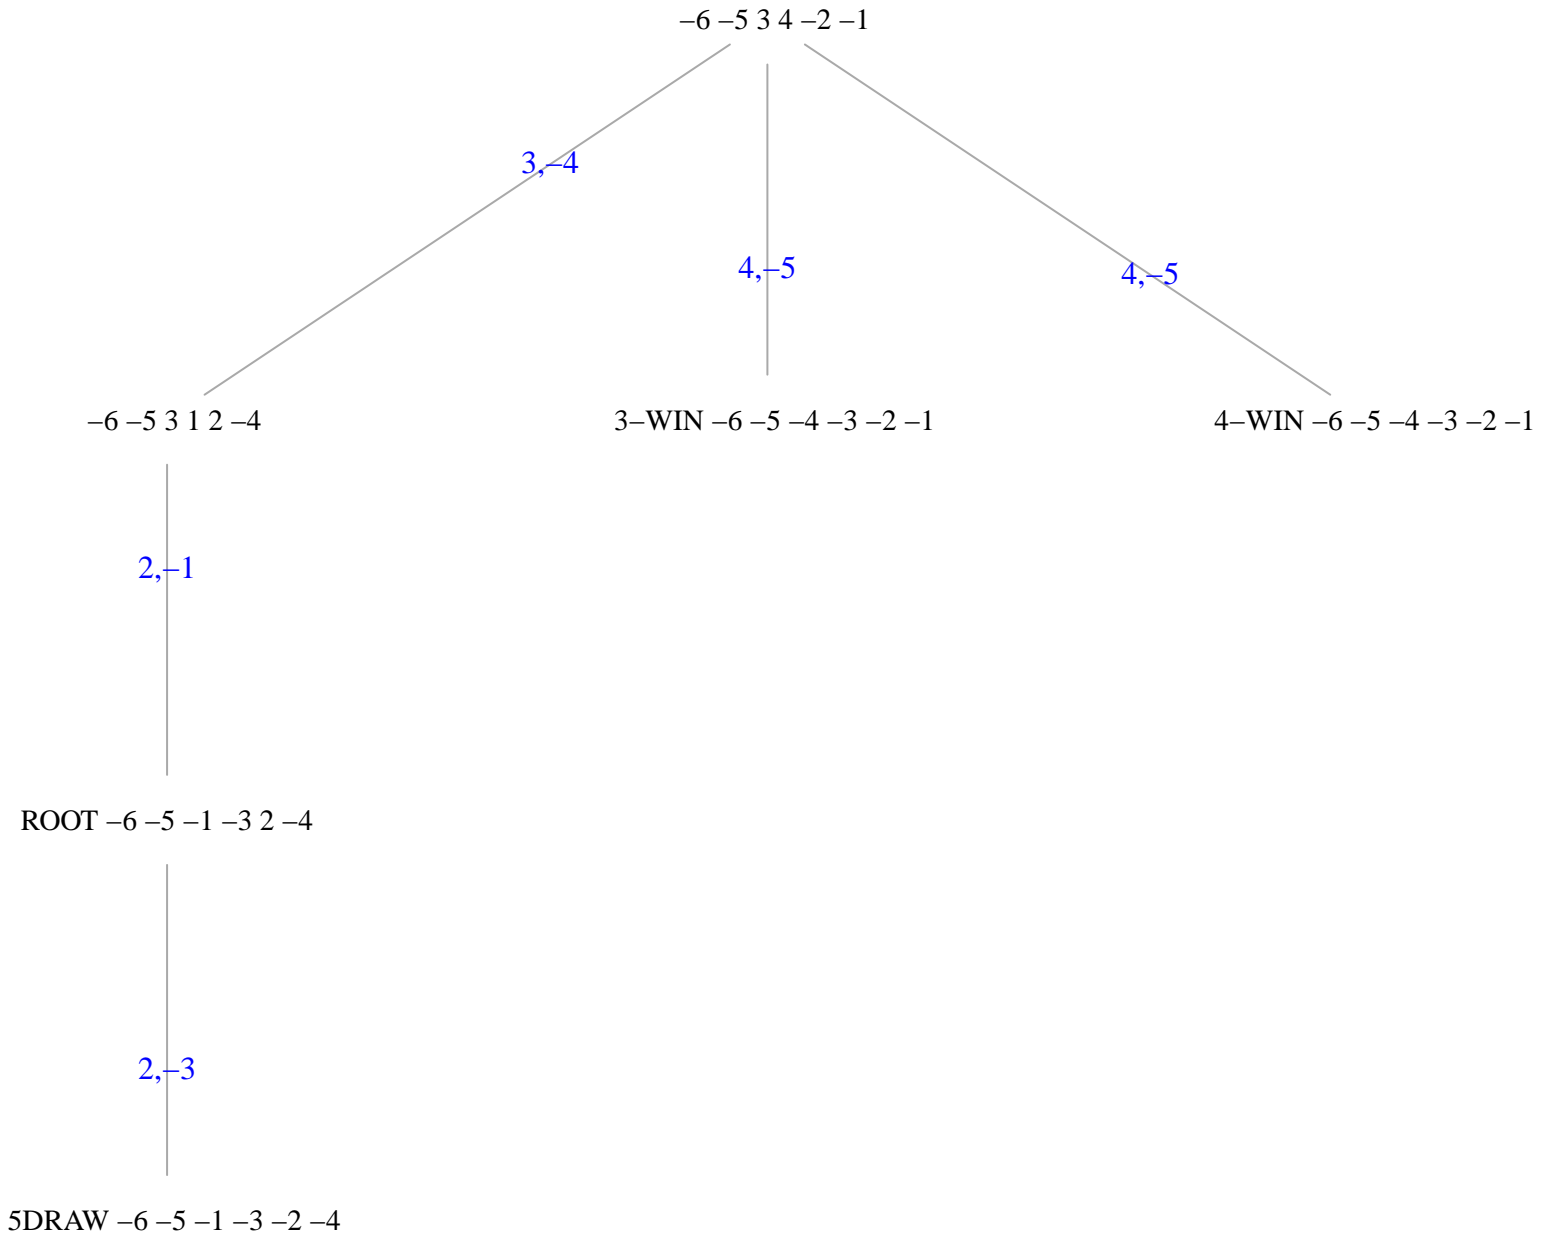 –6 –5 3 4 –2 –1
3,–4
4,–5
4,–5
–6 –5 3 1 2 –4
3–WIN –6 –5 –4 –3 –2 –1
4–WIN –6 –5 –4 –3 –2 –1
2,–1
ROOT –6 –5 –1 –3 2 –4
2,–3
5DRAW –6 –5 –1 –3 –2 –4